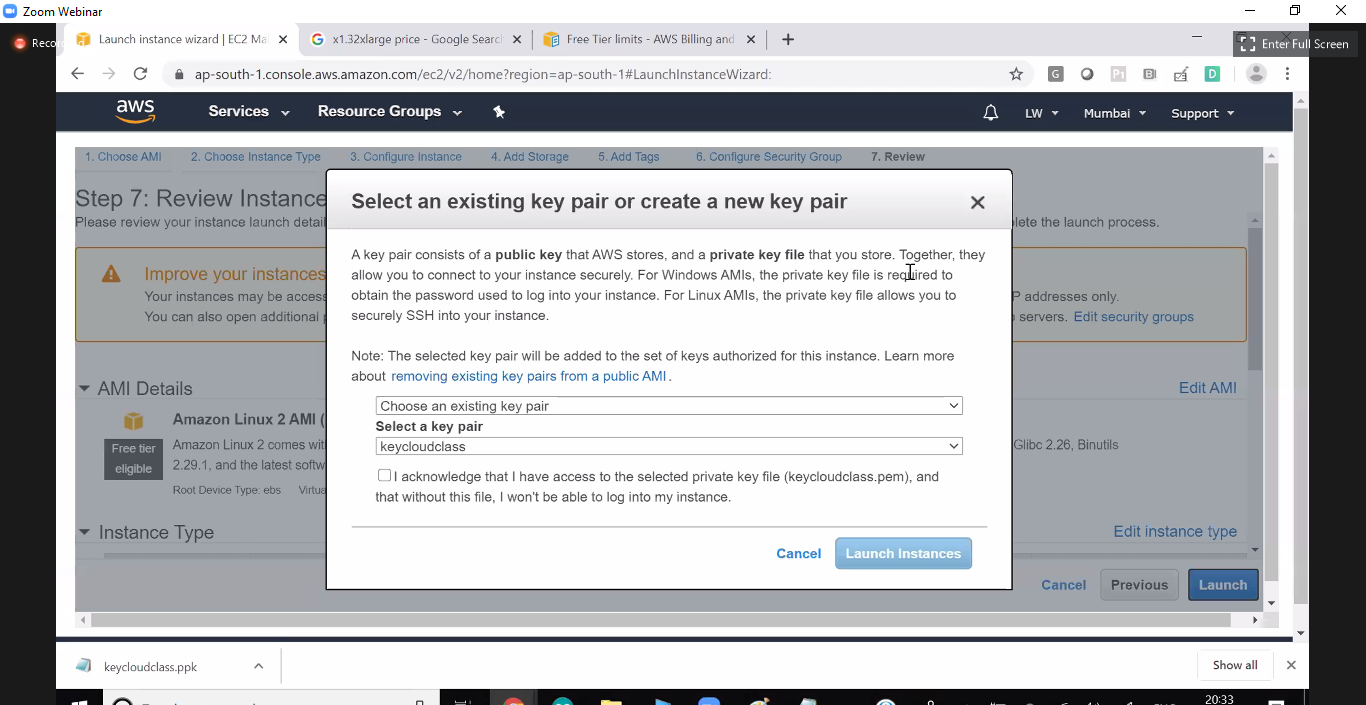 Zoom Webinar
Launch instance wizard | EC2 Ma
x1.32xlarge price - Google Search
Free Tier limits - AWS Billing and
Enter Full Screen
ap-south-1.console.aws.amazon.com/ec2/v2/home?region=ap-south-1#LaunchInstanceWizard:
aws
Services
Resource Groups
LW
Mumbai
Support
1. Choose AMI
2. Choose Instance Type
3. Configure Instance
4. Add Storage
5. Add Tags
6. Configure Security Group
7. Review
Step 7: Review Instance
Please review your instance launch detai
lete the launch process.
Select an existing key pair or create a new key pair
A key pair consists of a public key that AWS stores, and a private key file that you store. Together, they
allow you to connect to your instance securely. For Windows AMIs, the private key file is required to
obtain the password used to log into your instance. For Linux AMIs, the private key file allows you to
securely SSH into your instance.
Note: The selected key pair will be added to the set of keys authorized for this instance. Learn more
about removing existing key pairs from a public AMI.
Choose an existing key pair
Select a key pair
keycloudclass
I acknowledge that I have access to the selected private key file (keycloudclass.pem), and
that without this file, I won't be able to log into my instance.
Cancel
Launch Instances
Improve your instances
Your instances may be access
P addresses only.
You can also open additional
servers. Edit security groups
AMI Details
Edit AMI
Amazon Linux 2 AMI (
Free tier
eligible
Amazon Linux 2 comes wit
Glibc 2.26, Binutils
2.29.1, and the latest softw
Root Device Type: ebs
Virtua
Instance Type
Edit instance type
Cancel
Previous
Launch
keycloudclass.ppk
Show all
20:33